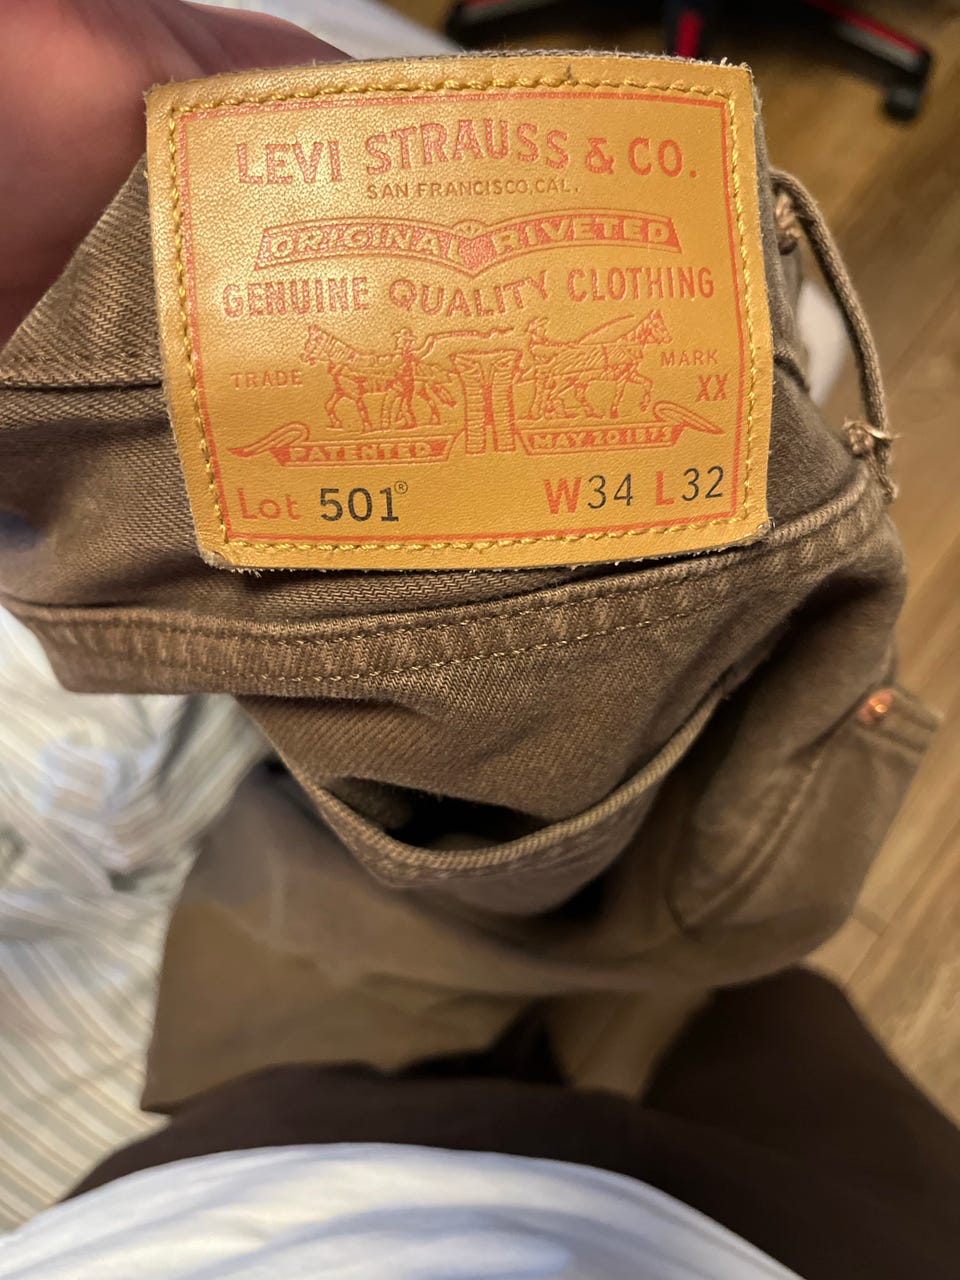 LEVI STRAUSS & CO.
SAN FRANCISCO, CAL.
ORIGINAL RIVETED
GENUINE QUALITY CLOTHING
TRADE MARK
XX
PATENTED MAY 20 1873
Lot 501® W34 L32